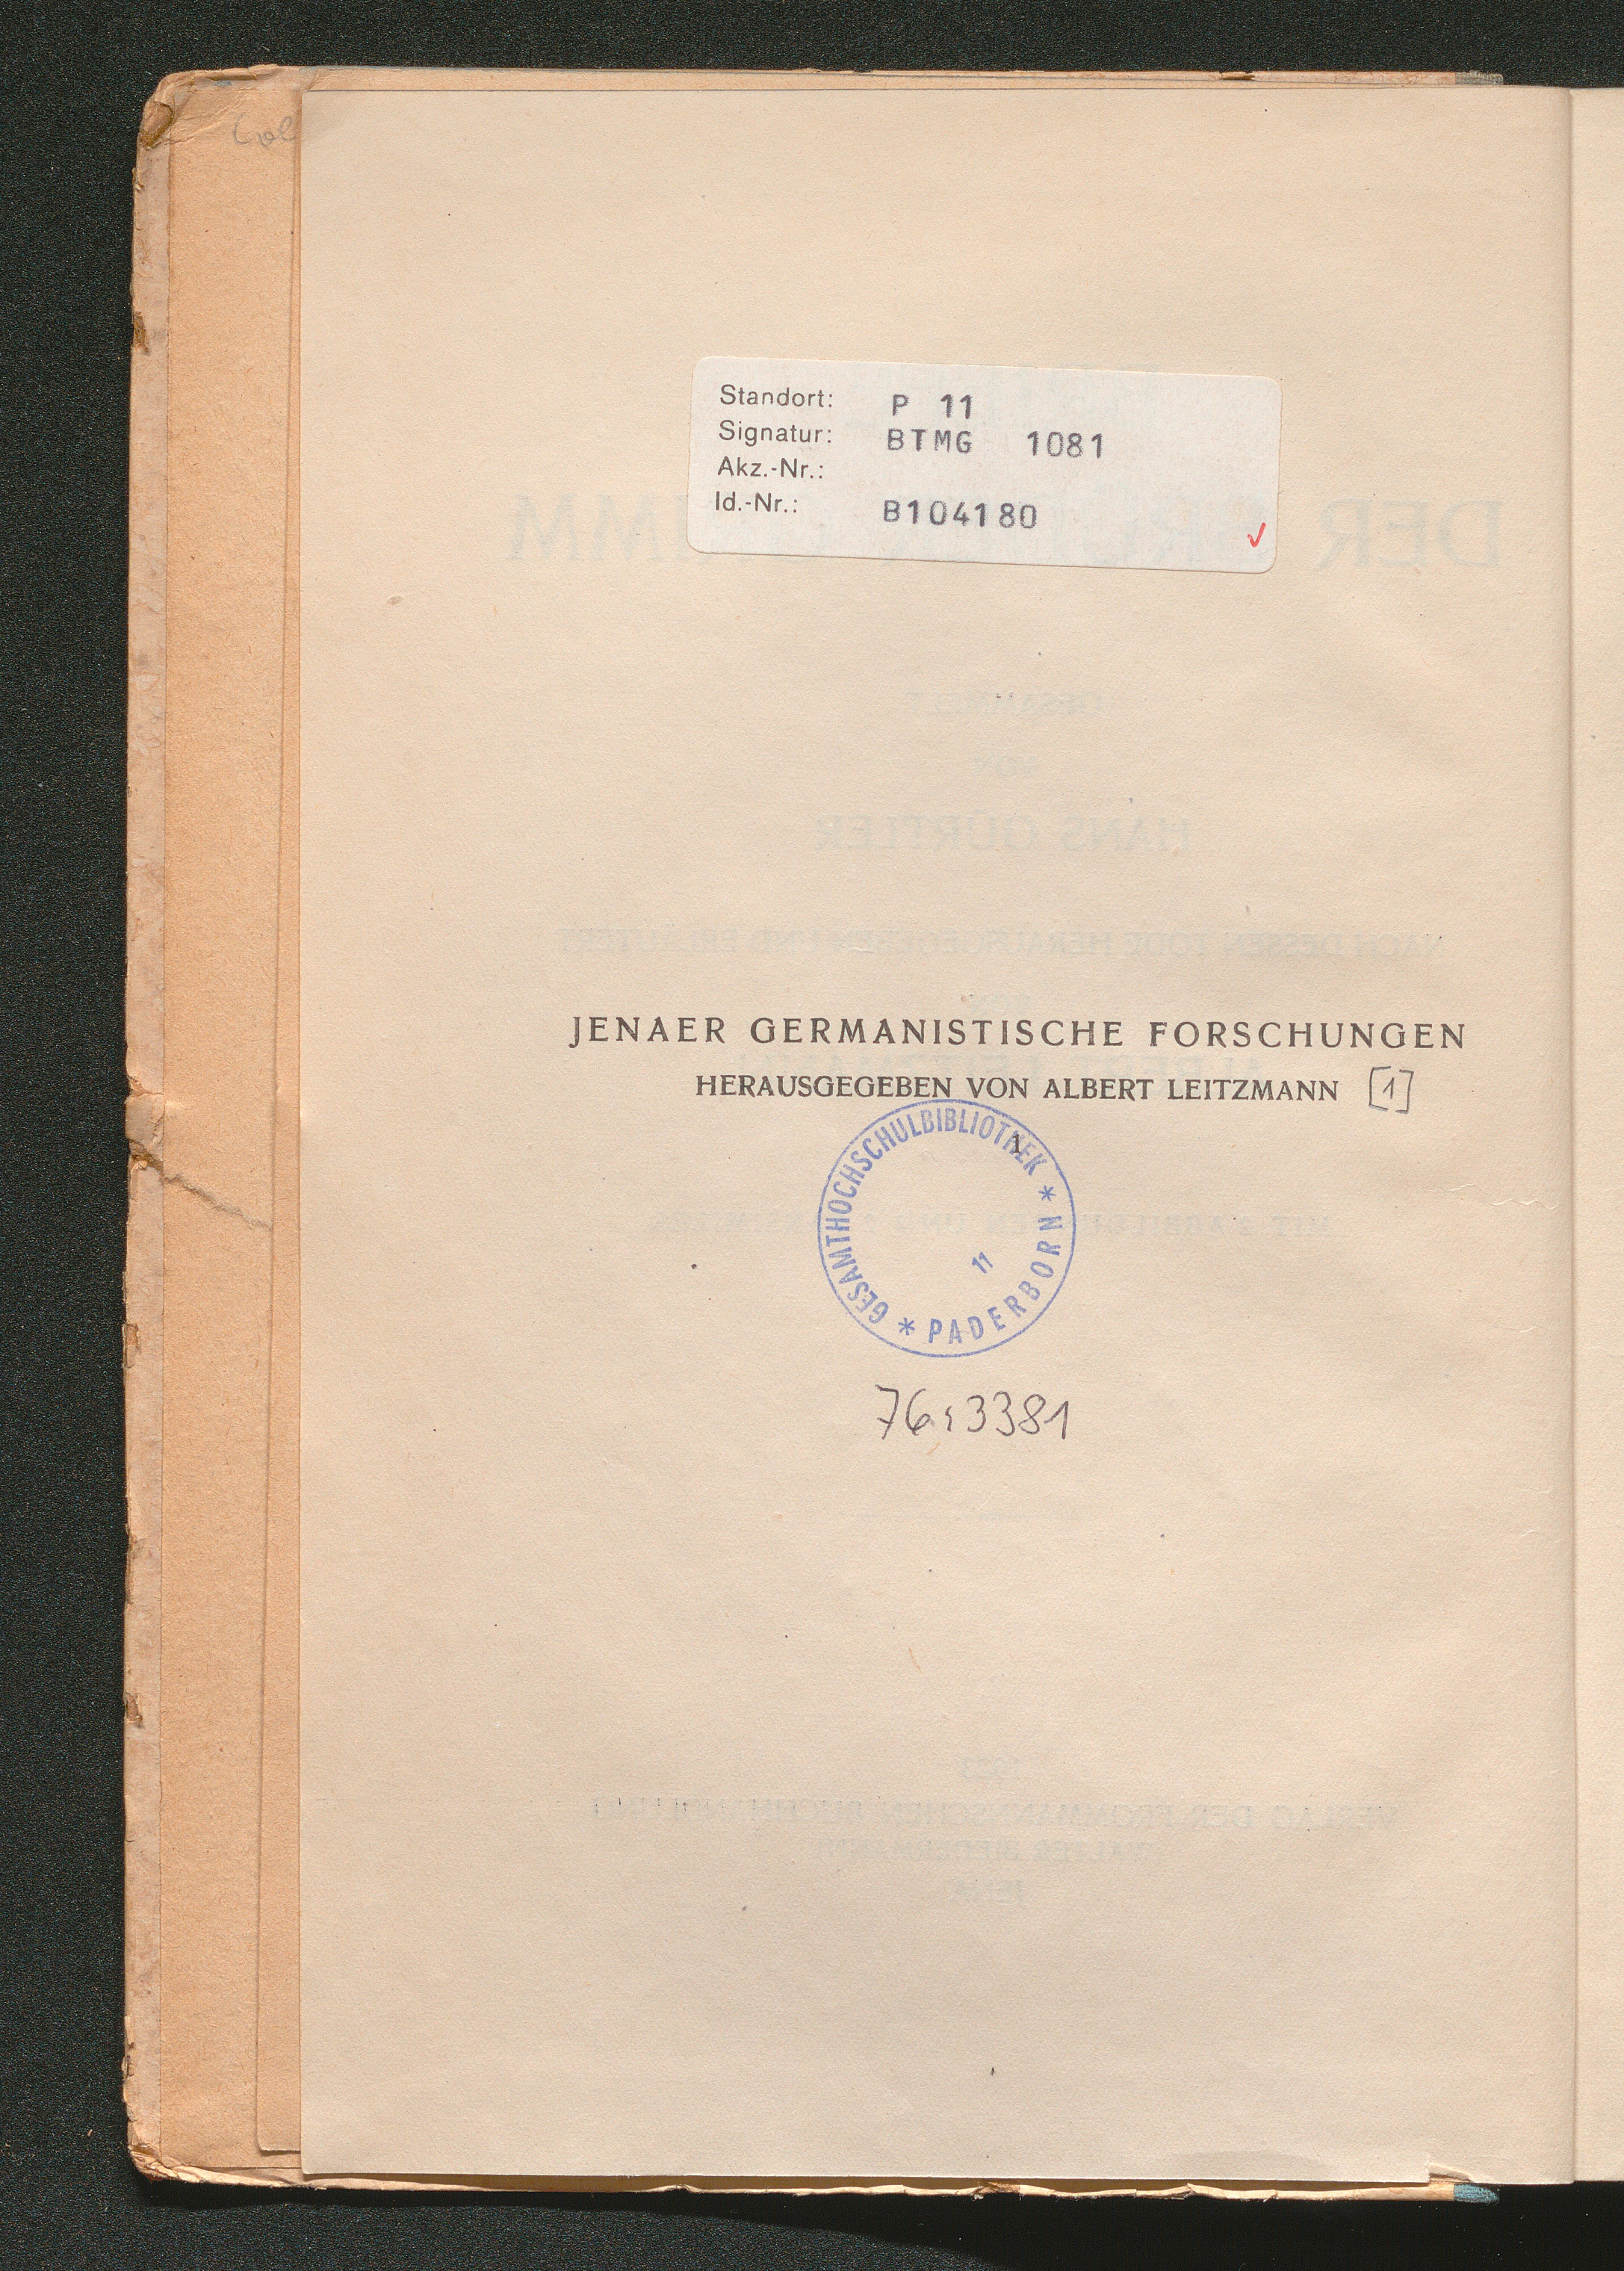 Standort: P 11
Signatur: BTMG 1081
Akz.-Nr.:
Id.-Nr.: B104180
JENAER GERMANISTISCHE FORSCHUNGEN
HERAUSGEGEBEN VON ALBERT LEITZMANN [1]
GESAMTHOCHSCHULBIBLIOTHEK * PADERBORN *
11
76:3381